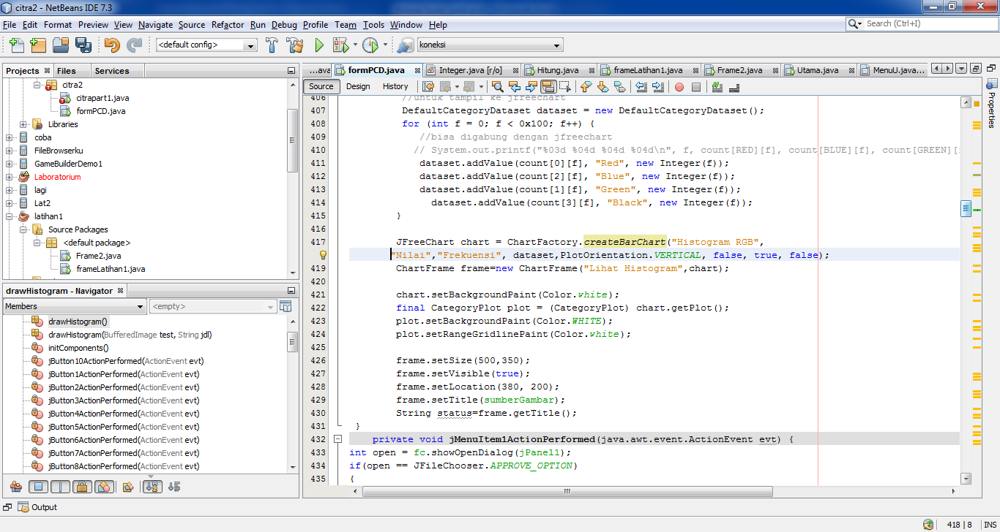 citra2 - NetBeans IDE 7.3
File Edit Format Preview View Navigate Source Refactor Run Debug Profile Team Tools Window Help
Search (Ctrl+I)
<default config>
koneksi
Projects Files Services
citra2
citrapart1.java
formPCD.java
Libraries
coba
FileBrowserku
GameBuilderDemo1
Laboratorium
lagi
Lat2
latihan1
Source Packages
<default package>
Frame2.java
frameLatihan1.java
drawHistogram - Navigator
Members <empty>
drawHistogram()
drawHistogram(BufferedImage test, String jdl)
initComponents()
jButton10ActionPerformed(ActionEvent evt)
jButton1ActionPerformed(ActionEvent evt)
jButton2ActionPerformed(ActionEvent evt)
jButton3ActionPerformed(ActionEvent evt)
jButton4ActionPerformed(ActionEvent evt)
jButton5ActionPerformed(ActionEvent evt)
jButton6ActionPerformed(ActionEvent evt)
jButton7ActionPerformed(ActionEvent evt)
jButton8ActionPerformed(ActionEvent evt)
...ava formPCD.java Integer.java [r/o] Hitung.java frameLatihan1.java Frame2.java Utama.java MenuU.java...
Source Design History
406 //untuk tampil ke jfreechart
407 DefaultCategoryDataset dataset = new DefaultCategoryDataset();
408 for (int f = 0; f < 0x100; f++) {
409 //bisa digabung dengan jfreechart
410 // System.out.printf("%03d %04d %04d %04d\n", f, count[RED][f], count[BLUE][f], count[GREEN][
411 dataset.addValue(count[0][f], "Red", new Integer(f));
412 dataset.addValue(count[2][f], "Blue", new Integer(f));
413 dataset.addValue(count[1][f], "Green", new Integer(f));
414 dataset.addValue(count[3][f], "Black", new Integer(f));
415 }
416
417 JFreeChart chart = ChartFactory.createBarChart("Histogram RGB",
"Nilai","Frekuensi", dataset,PlotOrientation.VERTICAL, false, true, false);
419 ChartFrame frame=new ChartFrame("Lihat Histogram",chart);
420
421 chart.setBackgroundPaint(Color.white);
422 final CategoryPlot plot = (CategoryPlot) chart.getPlot();
423 plot.setBackgroundPaint(Color.WHITE);
424 plot.setRangeGridlinePaint(Color.white);
425
426 frame.setSize(500,350);
427 frame.setVisible(true);
428 frame.setLocation(380, 200);
429 frame.setTitle(sumberGambar);
430 String status=frame.getTitle();
431 }
432 private void jMenuItem1ActionPerformed(java.awt.event.ActionEvent evt) {
433 int open = fc.showOpenDialog(jPanel1);
434 if(open == JFileChooser.APPROVE_OPTION)
435 {
Properties
Output
418 | 8 INS